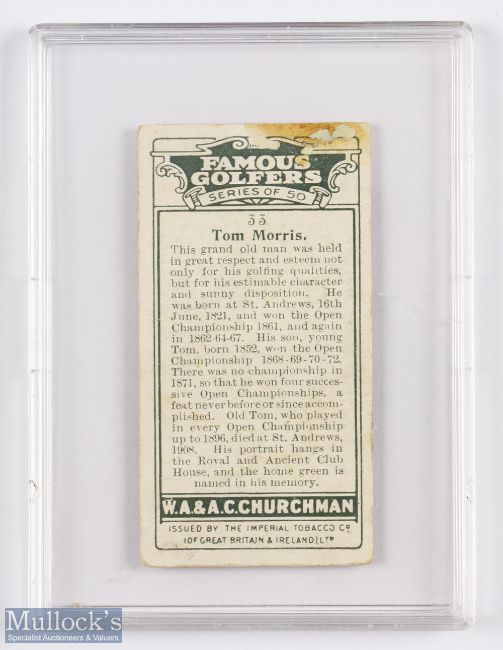 FAMOUS
GOLFERS
SERIES OF 50
33
Tom Morris.
This grand old man was held
in great respect and esteem not
only for his golfing qualities,
but for his estimable character
and sunny disposition. He
was born at St. Andrews, 16th
June, 1821, and won the Open
Championship 1861, and again
in 1862-64-67. His son, young
Tom, born 1852, won the Open
Championship 1868-69-70-72.
There was no championship in
1871, so that he won four succes-
sive Open Championships, a
feat never before or since accom-
plished. Old Tom, who played
in every Open Championship
up to 1896, died at St. Andrews,
1908. His portrait hangs in
the Royal and Ancient Club
House, and the home green is
named in his memory.
W.A.&A.C.CHURCHMAN
ISSUED BY THE IMPERIAL TOBACCO CO
(OF GREAT BRITAIN & IRELAND), LTD
Mullock's
Specialist Auctioneers & Valuers